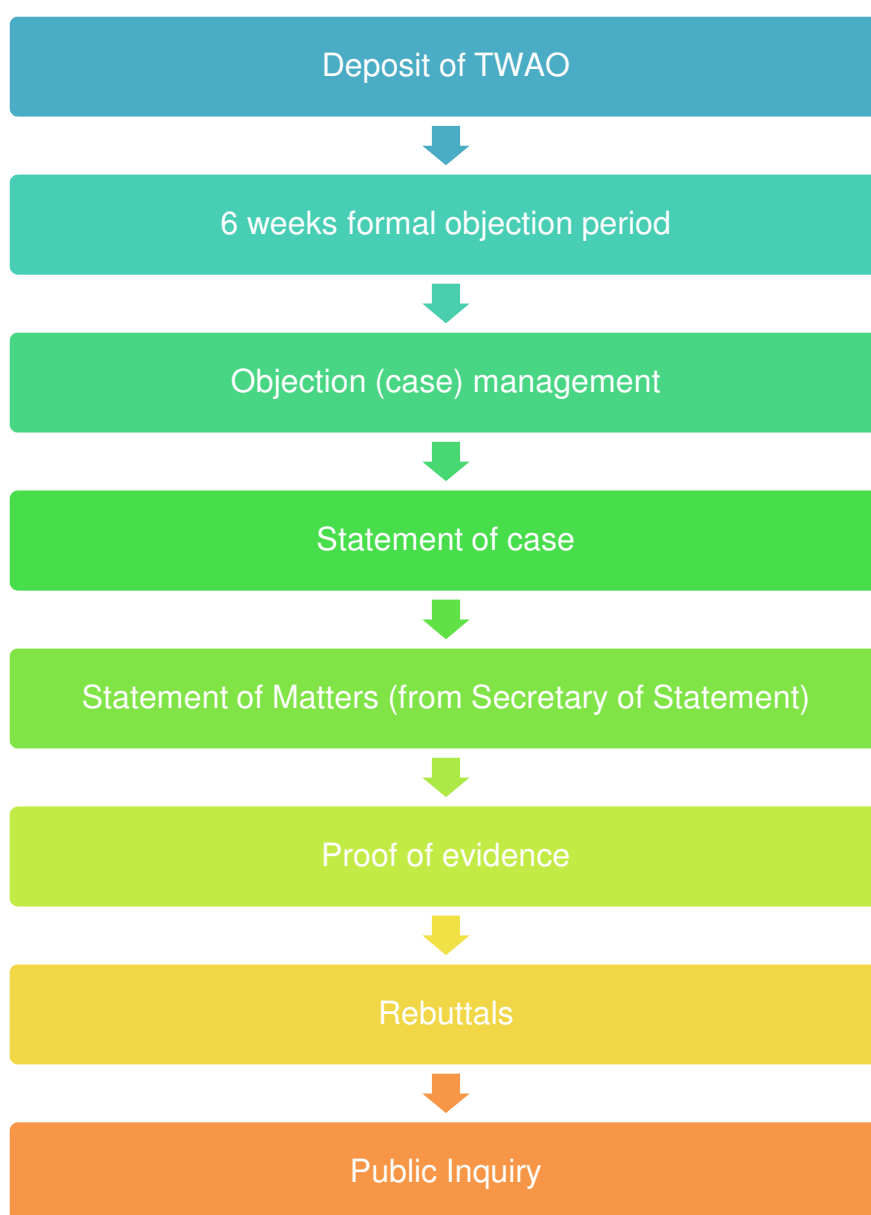 Deposit of TWAO
6 weeks formal objection period
Objection (case) management
Statement of case
Statement of Matters (from Secretary of Statement)
Proof of evidence
Rebuttals
Public Inquiry